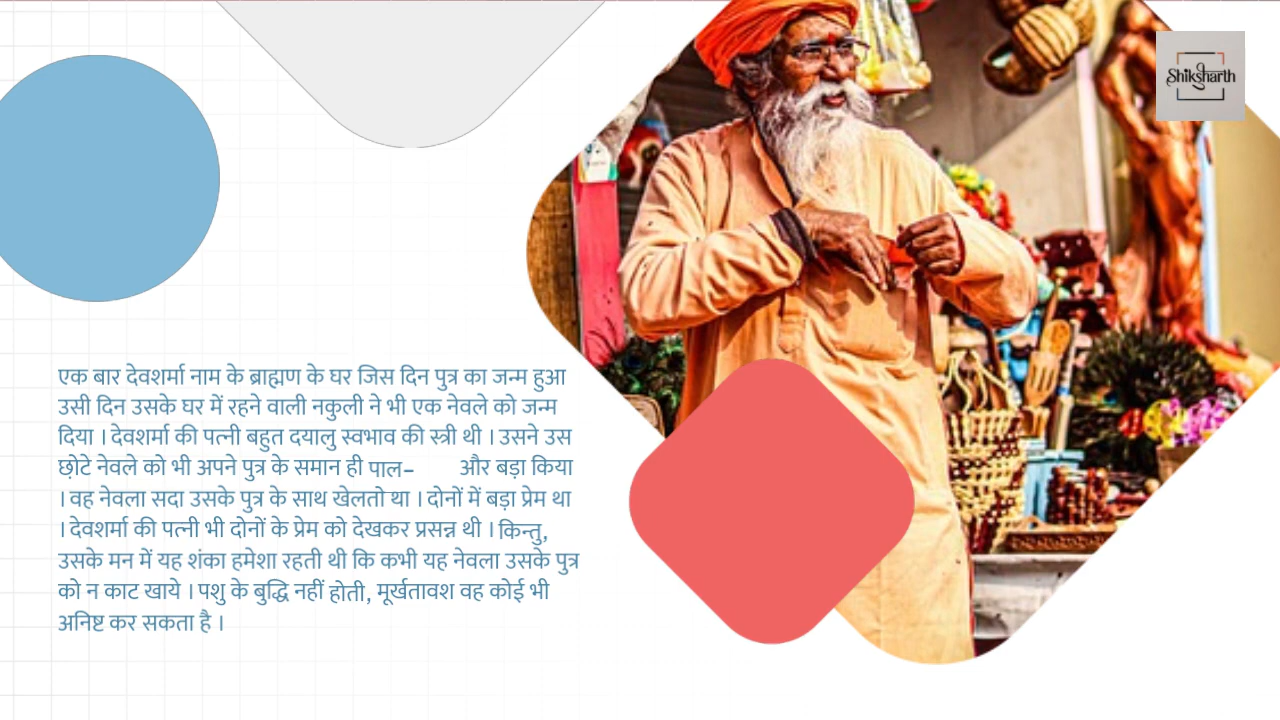 Shiksharth
एक बार देवशर्मा नाम के ब्राह्मण के घर जिस दिन पुत्र का जन्म हुआ
उसी दिन उसके घर में रहने वाली नकुली ने भी एक नेवले को जन्म
दिया । देवशर्मा की पत्नी बहुत दयालु स्वभाव की स्त्री थी । उसने उस
छो़टे नेवले को भी अपने पुत्र के समान ही पाल- और बड़ा किया
। वह नेवला सदा उसके पुत्र के साथ खेलतो था । दोनों में बड़ा प्रेम था
। देवशर्मा की पत्नी भी दोनों के प्रेम को देखकर प्रसन्न थी । किन्तु,
उसके मन में यह शंका हमेशा रहती थी कि कभी यह नेवला उसके पुत्र
को न काट खाये । पशु के बुद्धि नहीं होती, मूर्खतावश वह कोई भी
अनिष्ट कर सकता है ।